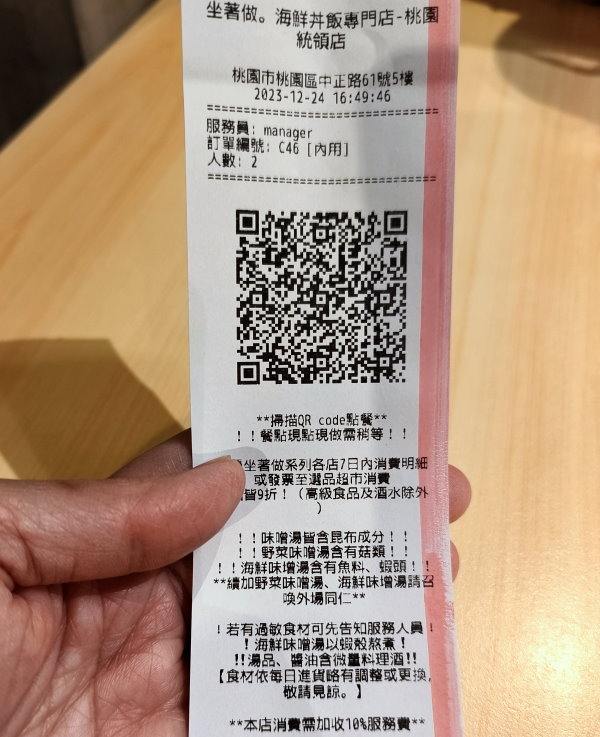 坐著做。海鮮丼飯專門店-桃園
統領店
桃園市桃園區中正路61號5樓
2023-12-24 16:49:46
服務員: manager
訂單編號: C46 [內用]
人數: 2
**掃描QR code點餐**
！！餐點現點現做需稍等！！
坐著做系列各店7日內消費明細
或發票至選品超市消費
皆9折！（高級食品及酒水除外
）
！！味噌湯皆含昆布成分！！
！！野菜味噌湯含有菇類！！
！！海鮮味噌湯含有魚料、蝦頭！！
**續加野菜味噌湯、海鮮味噌湯請召
喚外場同仁**
！若有過敏食材可先告知服務人員！
！海鮮味噌湯以蝦殼熬煮！
!!湯品、醬油含微量料理酒!!
【食材依每日進貨略有調整或更換,
敬請見諒。】
**本店消費需加收10%服務費**